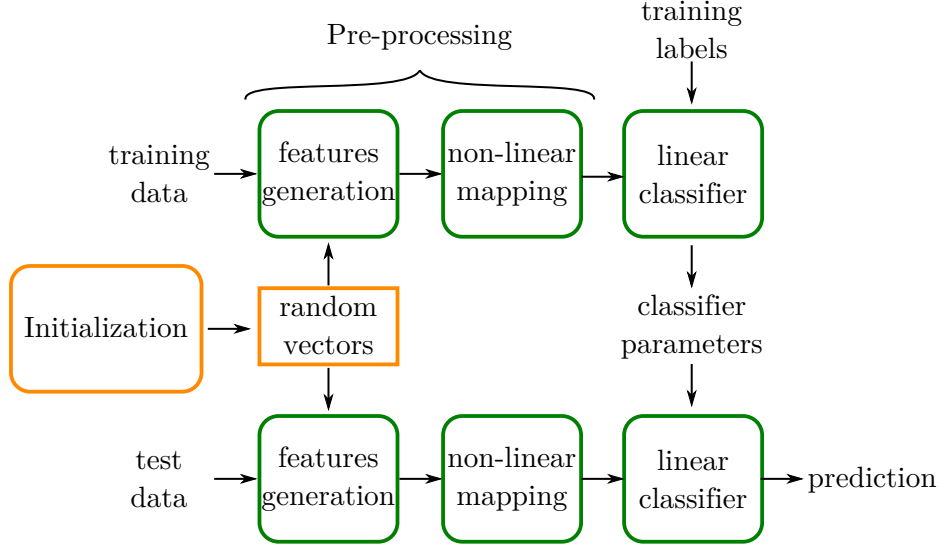 Pre-processing
training
labels
training
data
features
generation
non-linear
mapping
linear
classifier
Initialization
random
vectors
classifier
parameters
test
data
features
generation
non-linear
mapping
linear
classifier
prediction